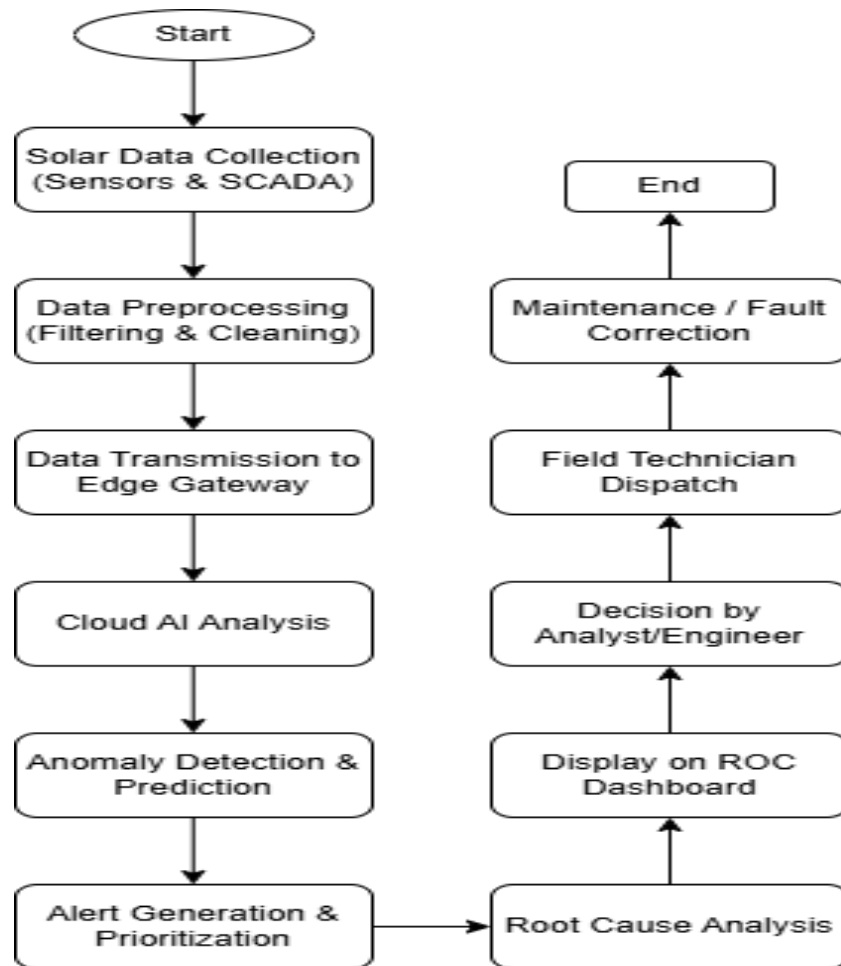 Start
Solar Data Collection
(Sensors & SCADA)
Data Preprocessing
(Filtering & Cleaning)
Data Transmission to
Edge Gateway
Cloud AI Analysis
Anomaly Detection &
Prediction
Alert Generation &
Prioritization
Root Cause Analysis
Display on ROC
Dashboard
Decision by
Analyst/Engineer
Field Technician
Dispatch
Maintenance / Fault
Correction
End